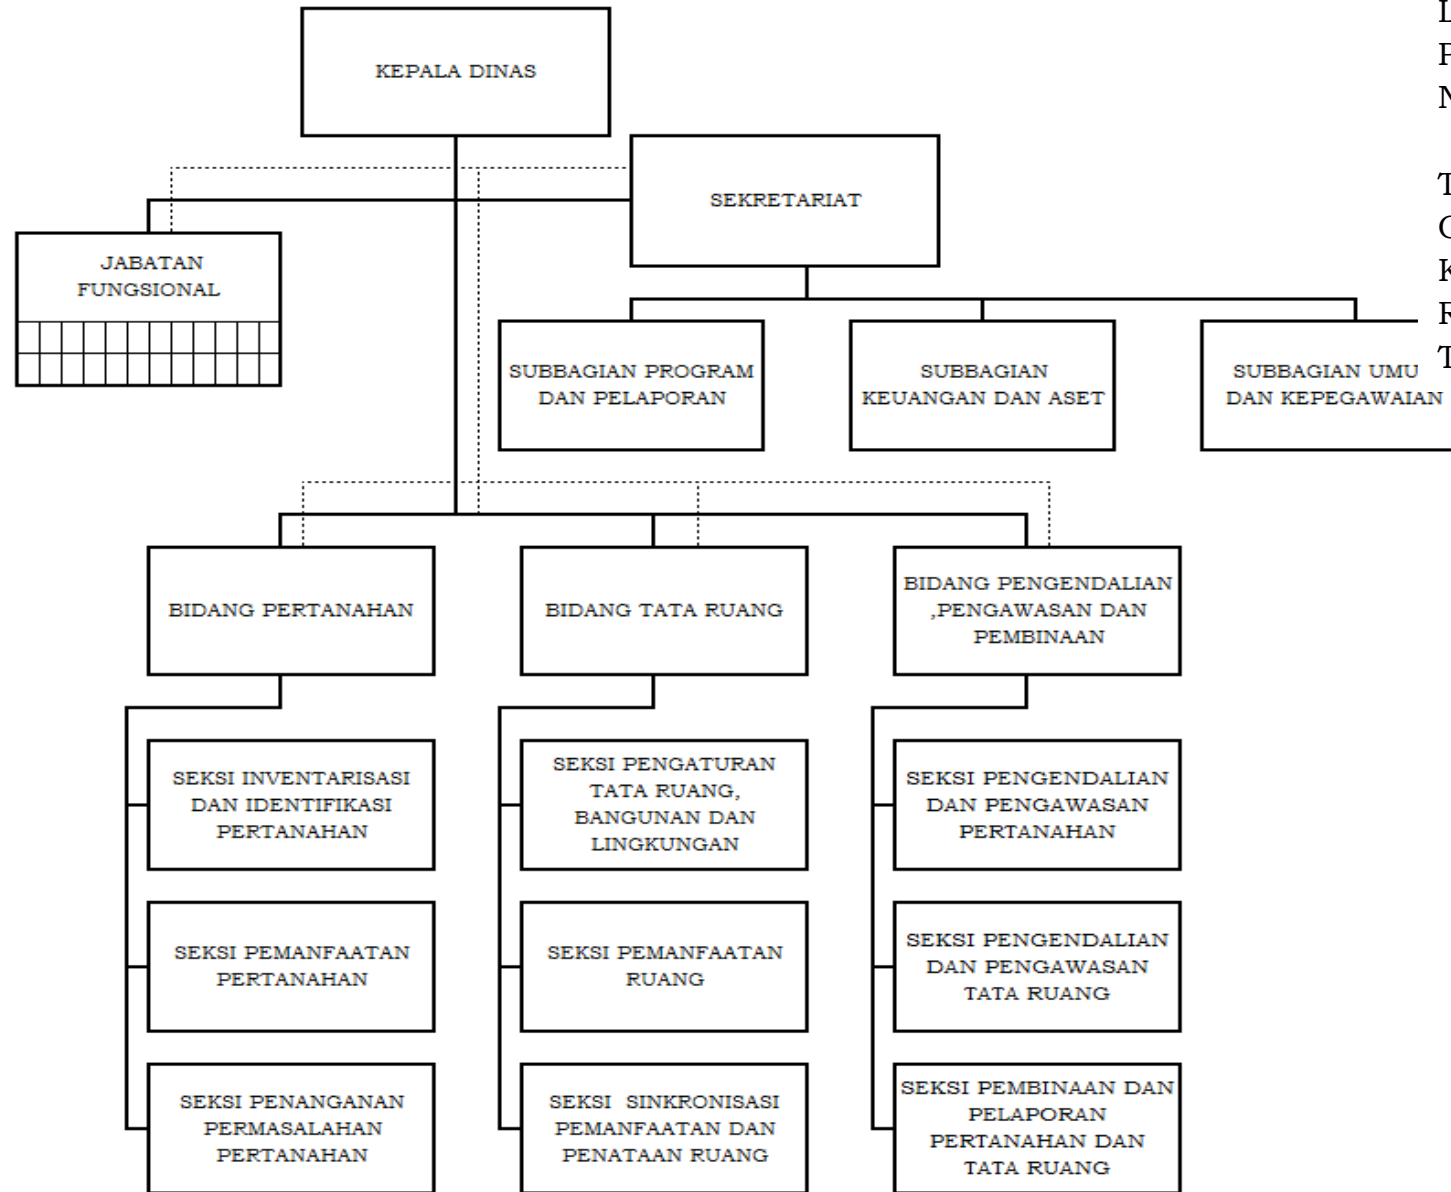 KEPALA DINAS
SEKRETARIAT
JABATAN
FUNGSIONAL
SUBBAGIAN PROGRAM
DAN PELAPORAN
SUBBAGIAN
KEUANGAN DAN ASET
SUBBAGIAN UMU
DAN KEPEGAWAIAN
BIDANG PERTANAHAN
BIDANG TATA RUANG
BIDANG PENGENDALIAN
,PENGAWASAN DAN
PEMBINAAN
SEKSI INVENTARISASI
DAN IDENTIFIKASI
PERTANAHAN
SEKSI PENGATURAN
TATA RUANG,
BANGUNAN DAN
LINGKUNGAN
SEKSI PENGENDALIAN
DAN PENGAWASAN
PERTANAHAN
SEKSI PEMANFAATAN
PERTANAHAN
SEKSI PEMANFAATAN
RUANG
SEKSI PENGENDALIAN
DAN PENGAWASAN
TATA RUANG
SEKSI PENANGANAN
PERMASALAHAN
PERTANAHAN
SEKSI SINKRONISASI
PEMANFAATAN DAN
PENATAAN RUANG
SEKSI PEMBINAAN DAN
PELAPORAN
PERTANAHAN DAN
TATA RUANG